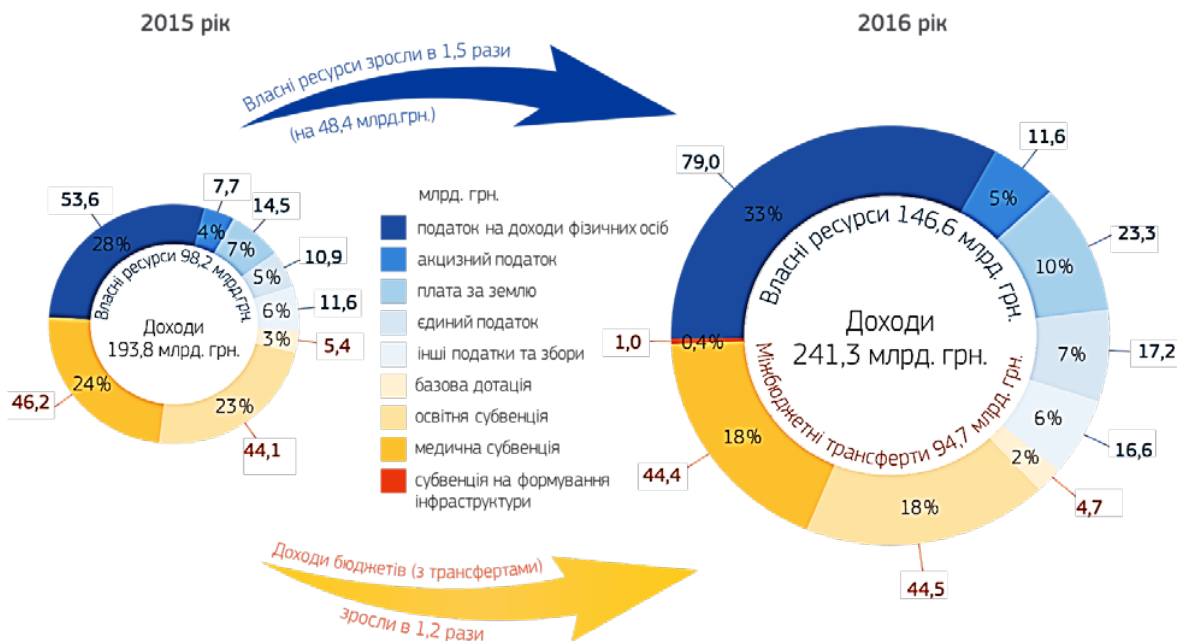 2015 рік
2016 рік
Власні ресурси зросли в 1,5 рази
(на 48,4 млрд.грн.)
53,6
7,7
14,5
10,9
11,6
5,4
44,1
46,2
28%
4%
7%
5%
6%
3%
23%
24%
Власні ресурси 98,2 млрд.грн.
Доходи
193,8 млрд. грн.
млрд. грн.
податок на доходи фізичних осіб
акцизний податок
плата за землю
єдиний податок
інші податки та збори
базова дотація
освітня субвенція
медична субвенція
субвенція на формування
інфраструктури
79,0
11,6
23,3
17,2
16,6
4,7
44,5
44,4
1,0
33%
5%
10%
7%
6%
2%
18%
18%
0,4%
Власні ресурси 146,6 млрд. грн.
Доходи
241,3 млрд. грн.
Міжбюджетні трансферти 94,7 млрд. грн.
Доходи бюджетів (з трансфертами)
зросли в 1,2 рази